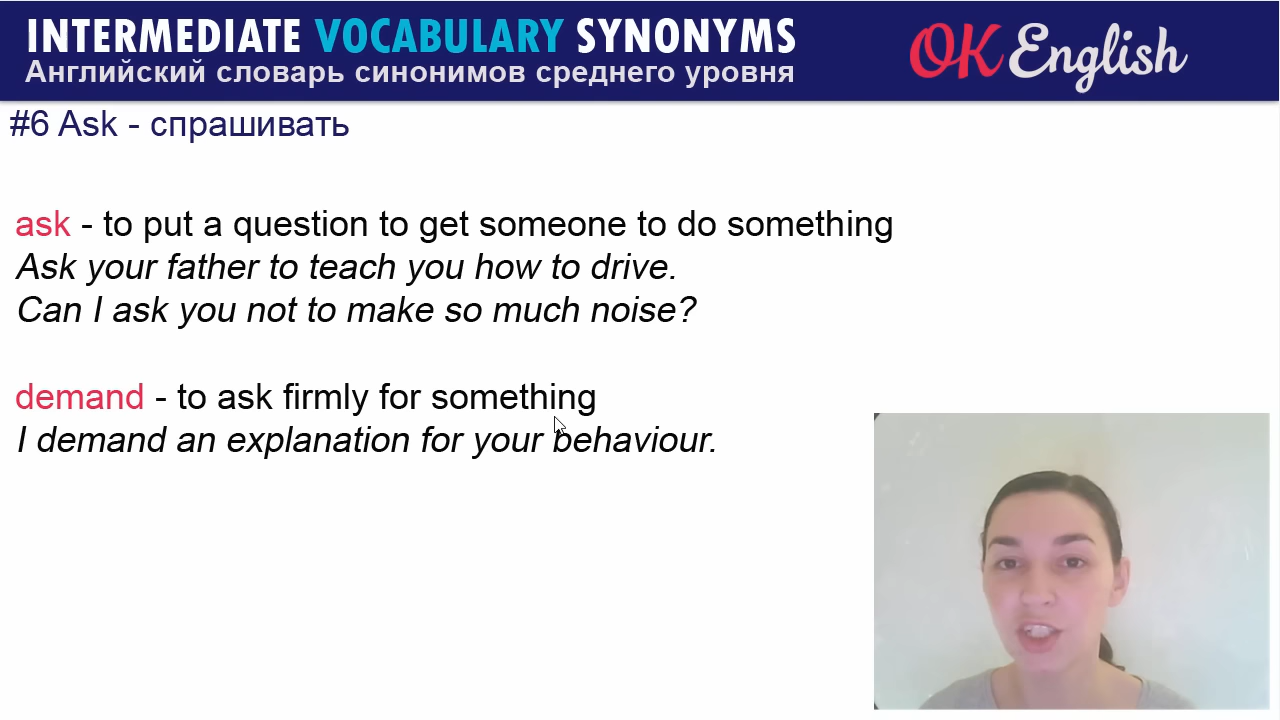 INTERMEDIATE VOCABULARY SYNONYMS
Английский словарь синонимов среднего уровня
OK English
#6 Ask - спрашивать
ask - to put a question to get someone to do something
Ask your father to teach you how to drive.
Can I ask you not to make so much noise?
demand - to ask firmly for something
I demand an explanation for your behaviour.